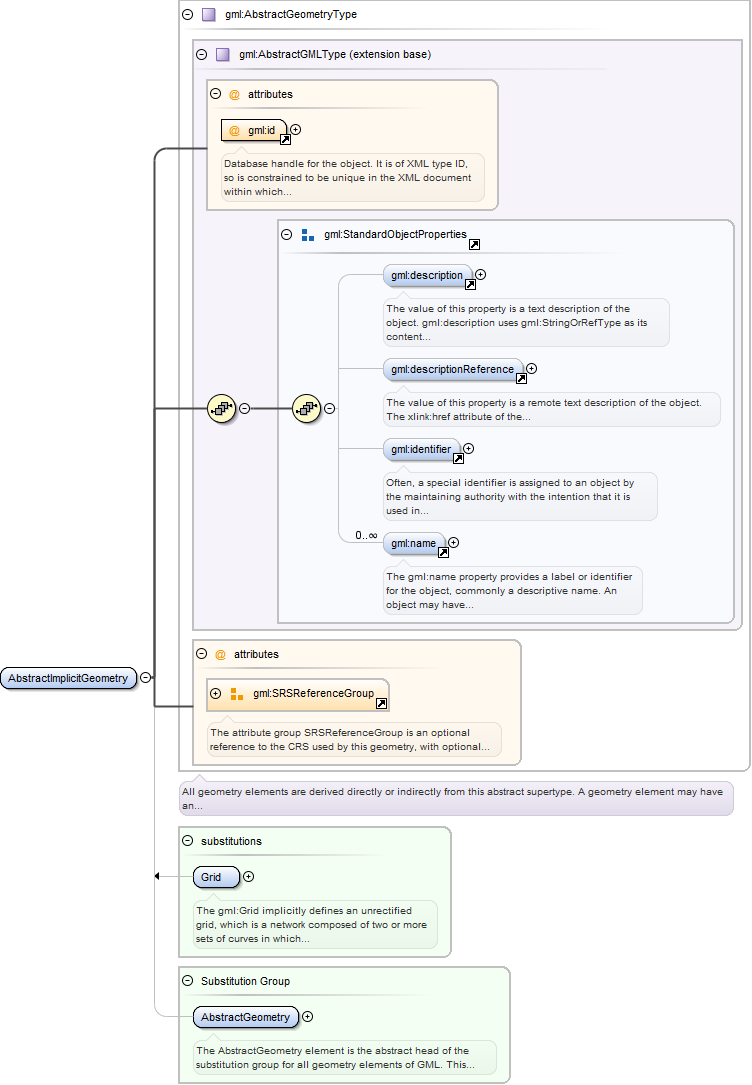 gml:AbstractGeometryType
gml:AbstractGMLType (extension base)
@ attributes
@ gml:id
Database handle for the object. It is of XML type ID,
so is constrained to be unique in the XML document
within which...
gml:StandardObjectProperties
gml:description
The value of this property is a text description of the
object. gml:description uses gml:StringOrRefType as its
content...
gml:descriptionReference
The value of this property is a remote text description of the object.
The xlink:href attribute of the...
gml:identifier
Often, a special identifier is assigned to an object by
the maintaining authority with the intention that it is
used in...
0..∞
gml:name
The gml:name property provides a label or identifier
for the object, commonly a descriptive name. An
object may have...
@ attributes
AbstractImplicitGeometry
gml:SRSReferenceGroup
The attribute group SRSReferenceGroup is an optional
reference to the CRS used by this geometry, with optional...
All geometry elements are derived directly or indirectly from this abstract supertype. A geometry element may have
an...
substitutions
Grid
The gml:Grid implicitly defines an unrectified
grid, which is a network composed of two or more
sets of curves in which...
Substitution Group
AbstractGeometry
The AbstractGeometry element is the abstract head of the
substitution group for all geometry elements of GML. This...